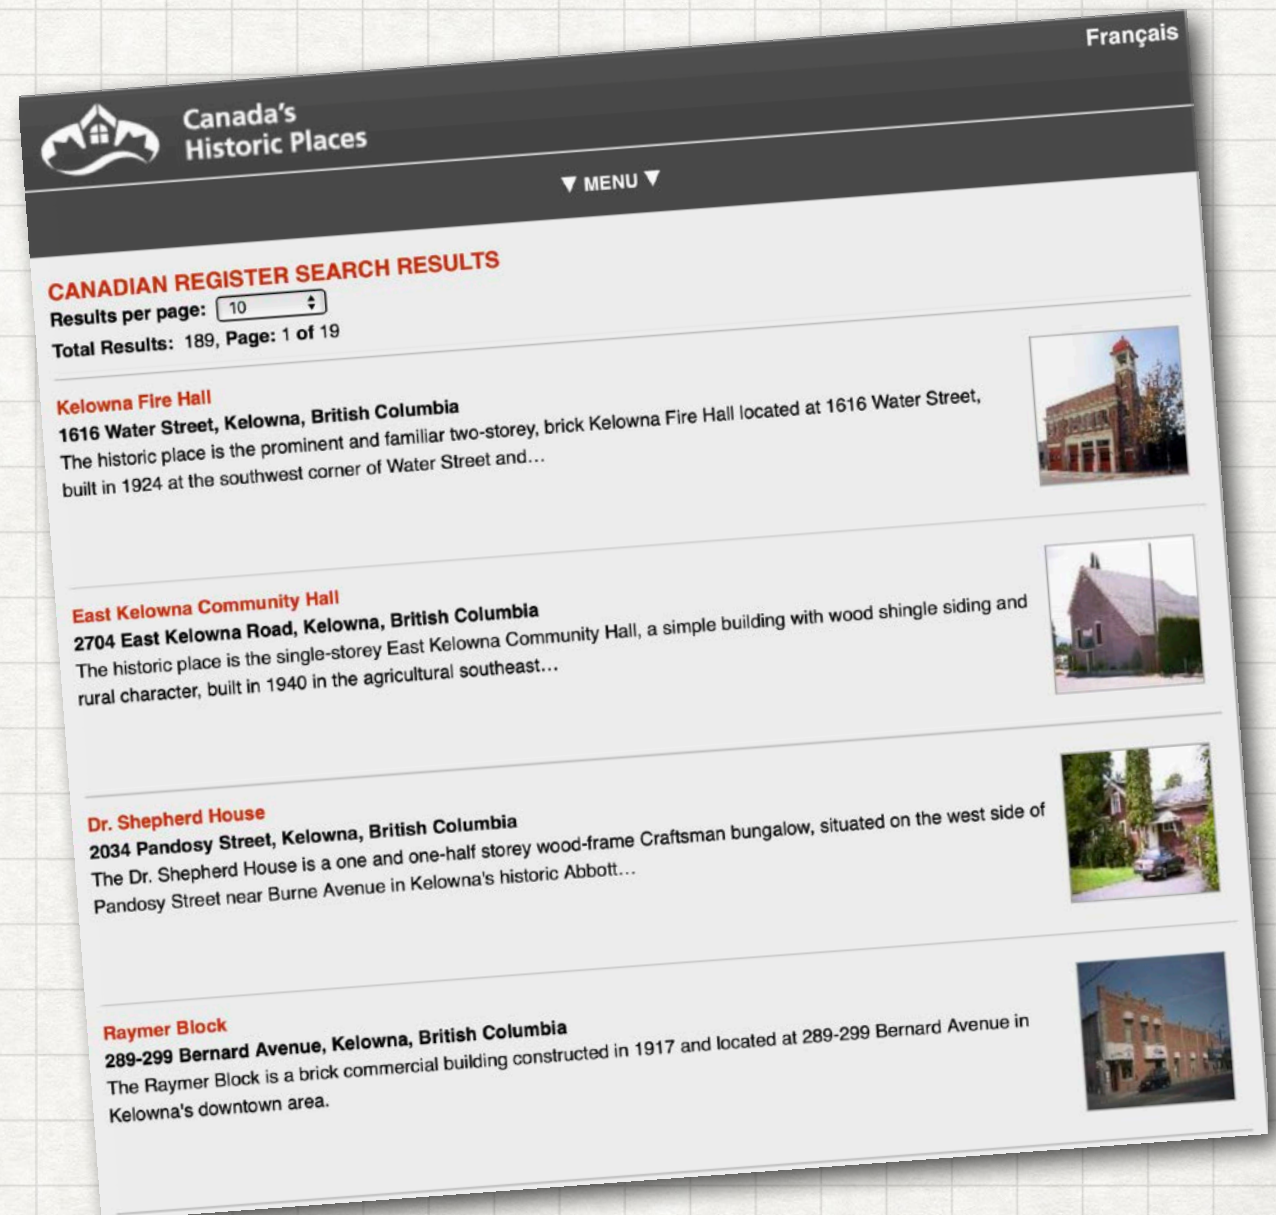 Français
Canada's
Historic Places
▼ MENU ▼
CANADIAN REGISTER SEARCH RESULTS
Results per page: 10
Total Results: 189, Page: 1 of 19
Kelowna Fire Hall
1616 Water Street, Kelowna, British Columbia
The historic place is the prominent and familiar two-storey, brick Kelowna Fire Hall located at 1616 Water Street,
built in 1924 at the southwest corner of Water Street and…
East Kelowna Community Hall
2704 East Kelowna Road, Kelowna, British Columbia
The historic place is the single-storey East Kelowna Community Hall, a simple building with wood shingle siding and
rural character, built in 1940 in the agricultural southeast…
Dr. Shepherd House
2034 Pandosy Street, Kelowna, British Columbia
The Dr. Shepherd House is a one and one-half storey wood-frame Craftsman bungalow, situated on the west side of
Pandosy Street near Burne Avenue in Kelowna's historic Abbott…
Raymer Block
289-299 Bernard Avenue, Kelowna, British Columbia
The Raymer Block is a brick commercial building constructed in 1917 and located at 289-299 Bernard Avenue in
Kelowna's downtown area.